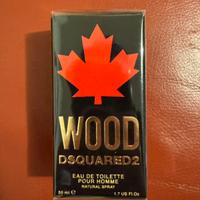 WOOD
DSQUARED2
EAU DE TOILETTE
POUR HOMME
NATURAL SPRAY
50 ml e 1.7 US Fl.Oz